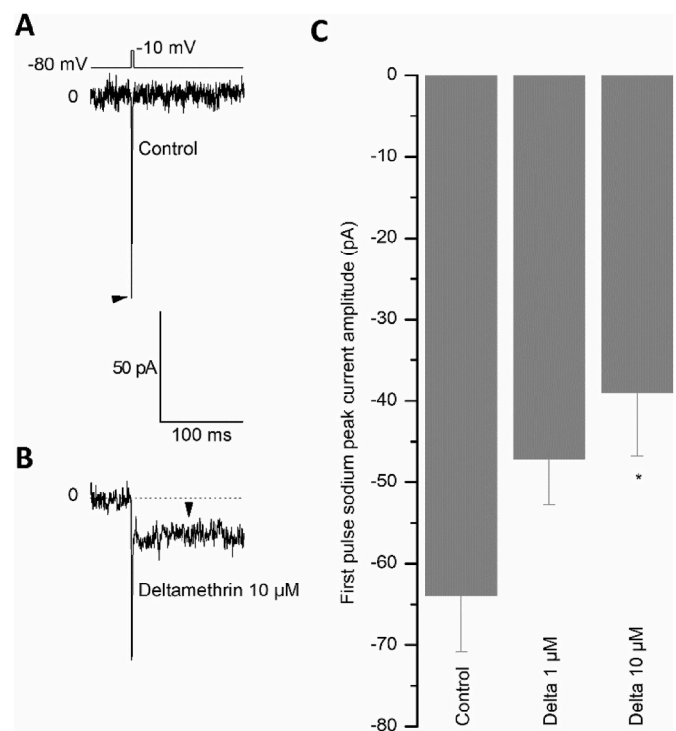 A
-10 mV
-80 mV
0
Control
50 pA
100 ms
B
0
Deltamethrin 10 µM
C
First pulse sodium peak current amplitude (pA)
0
-10
-20
-30
-40
-50
-60
-70
-80
Control
Delta 1 µM
Delta 10 µM
*